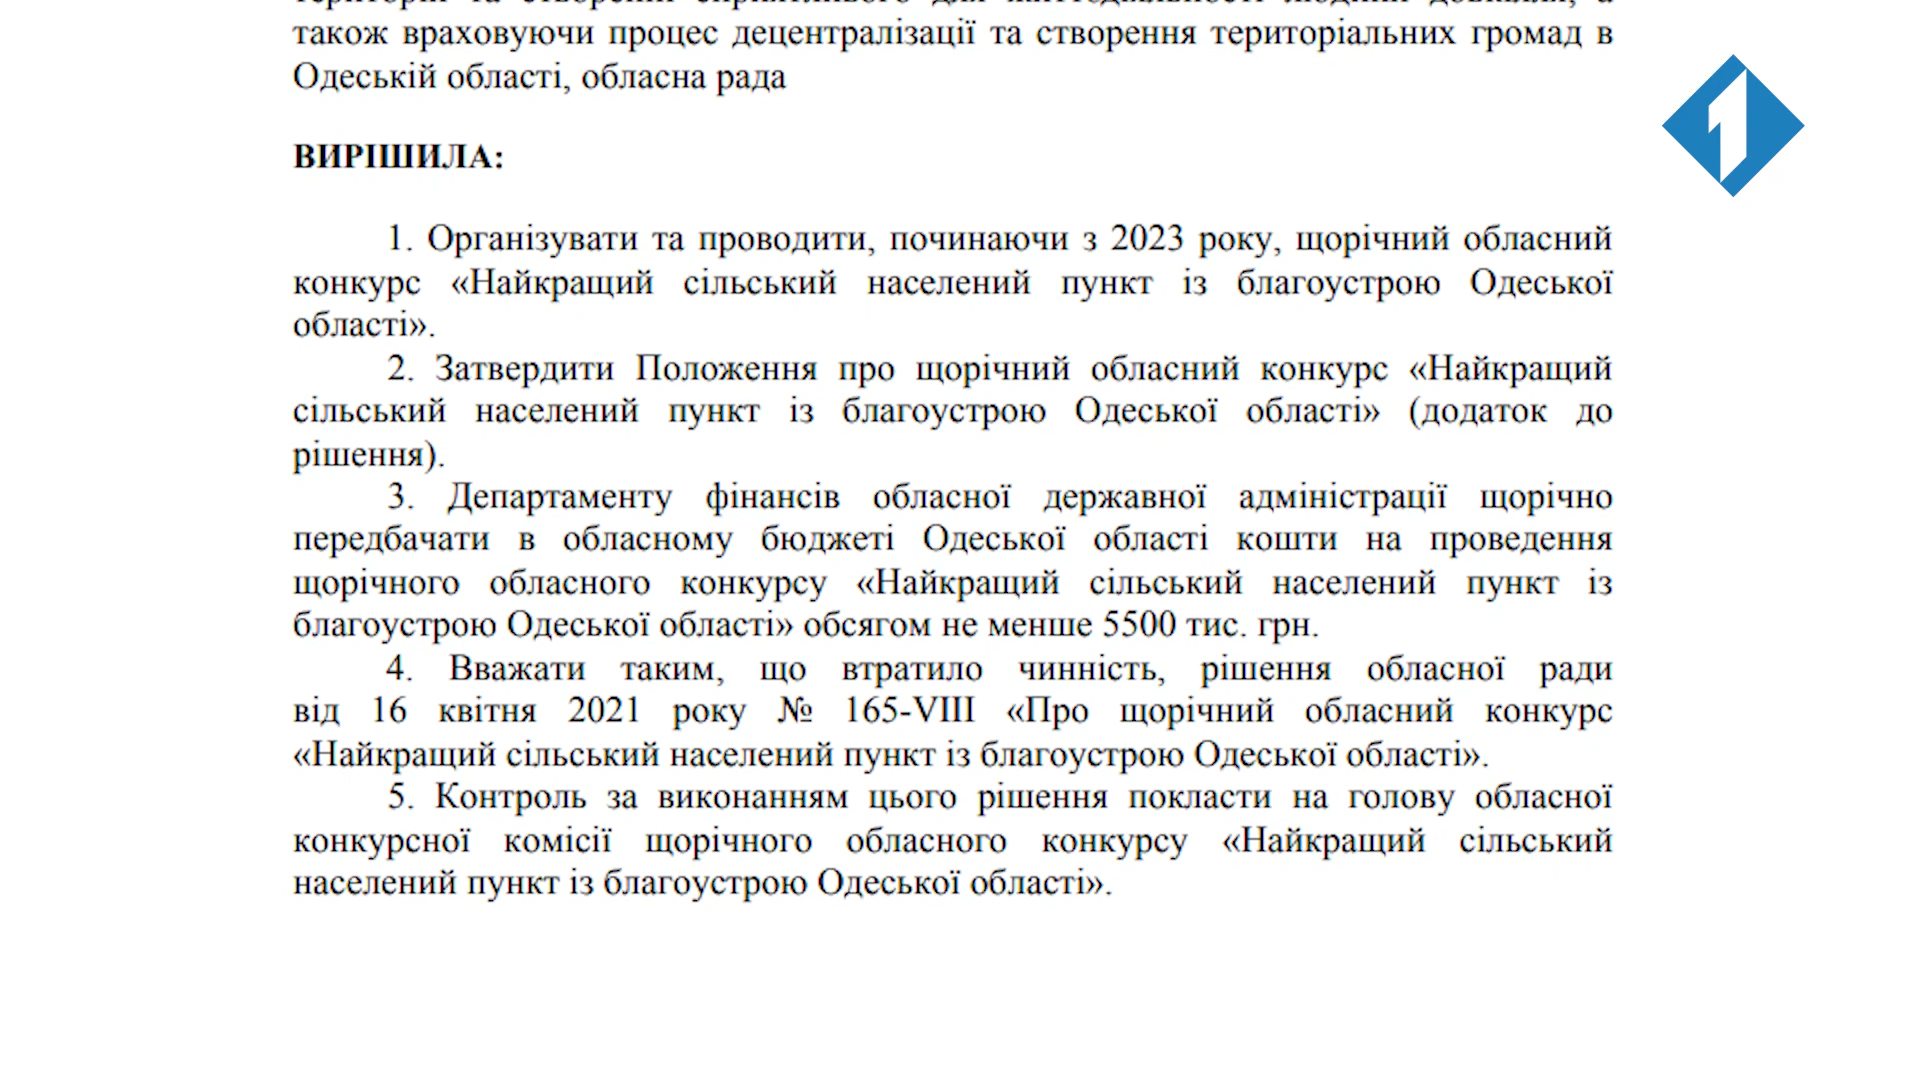 також враховуючи процес децентралізації та створення територіальних громад в
Одеській області, обласна рада
ВИРІШИЛА:
1. Організувати та проводити, починаючи з 2023 року, щорічний обласний
конкурс «Найкращий сільський населений пункт із благоустрою Одеської
області».
2. Затвердити Положення про щорічний обласний конкурс «Найкращий
сільський населений пункт із благоустрою Одеської області» (додаток до
рішення).
3. Департаменту фінансів обласної державної адміністрації щорічно
передбачати в обласному бюджеті Одеської області кошти на проведення
щорічного обласного конкурсу «Найкращий сільський населений пункт із
благоустрою Одеської області» обсягом не менше 5500 тис. грн.
4. Вважати таким, що втратило чинність, рішення обласної ради
від 16 квітня 2021 року № 165-VIII «Про щорічний обласний конкурс
«Найкращий сільський населений пункт із благоустрою Одеської області».
5. Контроль за виконанням цього рішення покласти на голову обласної
конкурсної комісії щорічного обласного конкурсу «Найкращий сільський
населений пункт із благоустрою Одеської області».
1